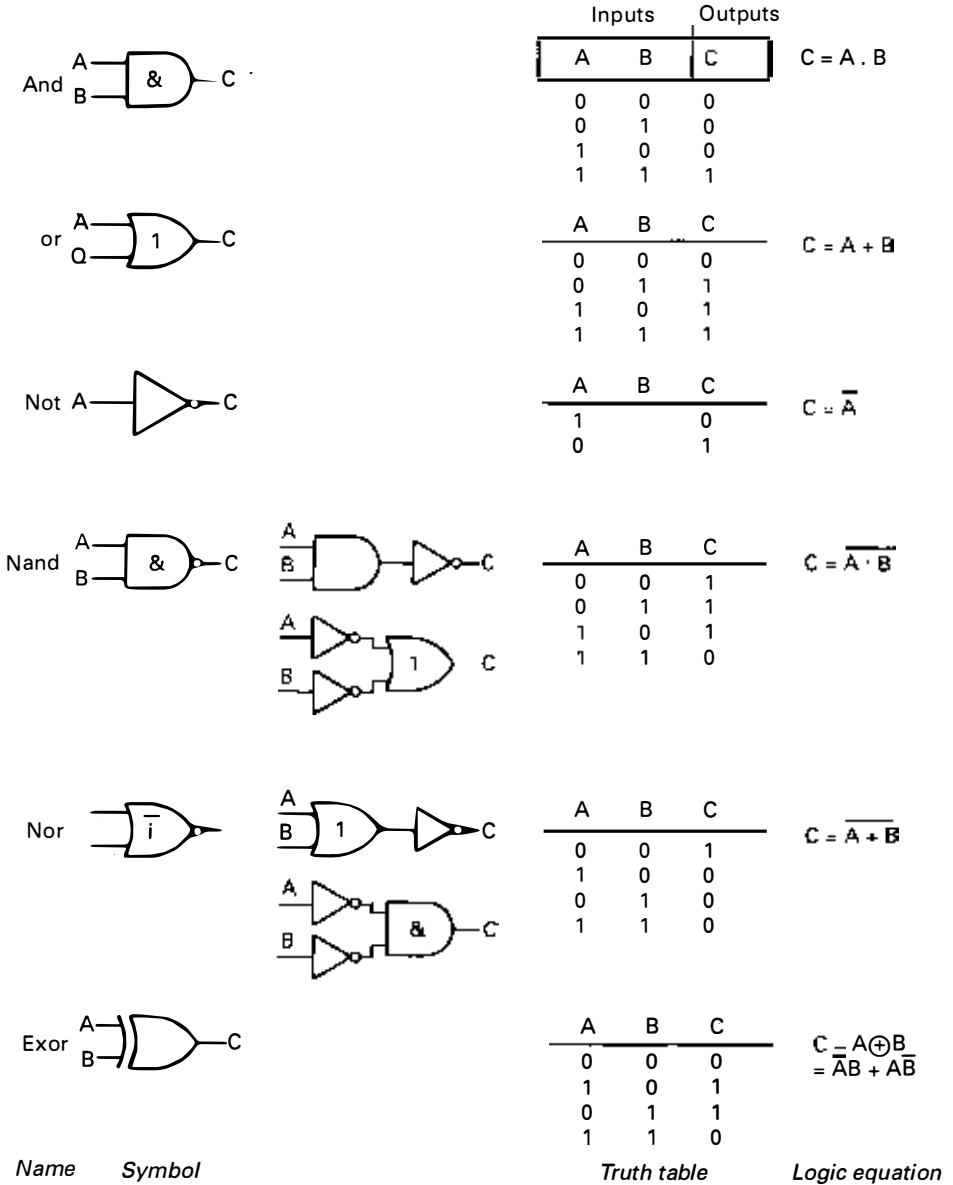 Inputs Outputs
And A B & C
A B C
C = A . B
0 0 0
0 1 0
1 0 0
1 1 1
or A Q 1 C
A B C
C = A + B
0 0 0
0 1 1
1 0 1
1 1 1
Not A C
A B C
C = A̅
1 0
0 1
Nand A B & C
A B C
A B 1 C
A B C
C = A̅ ̅·̅ ̅B̅
0 0 1
0 1 1
1 0 1
1 1 0
Nor i̅
A B 1 C
A B & C
A B C
C = A̅ ̅+̅ ̅B̅
0 0 1
1 0 0
0 1 0
1 1 0
Exor A B C
A B C
C = A⊕B
= A̅B + AB̅
0 0 0
1 0 1
0 1 1
1 1 0
Name Symbol Truth table Logic equation